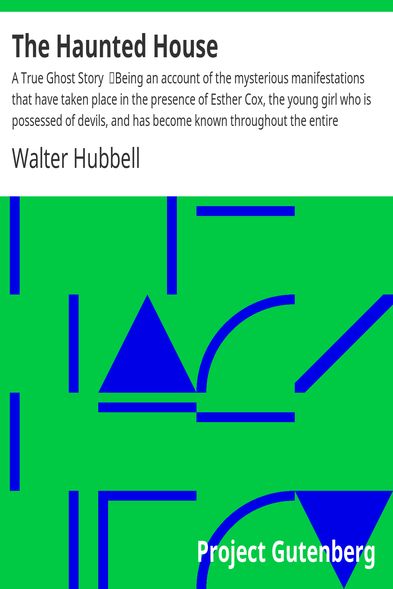 The Haunted House
A True Ghost Story Being an account of the mysterious manifestations
that have taken place in the presence of Esther Cox, the young girl who is
possessed of devils, and has become known throughout the entire
Walter Hubbell
Project Gutenberg